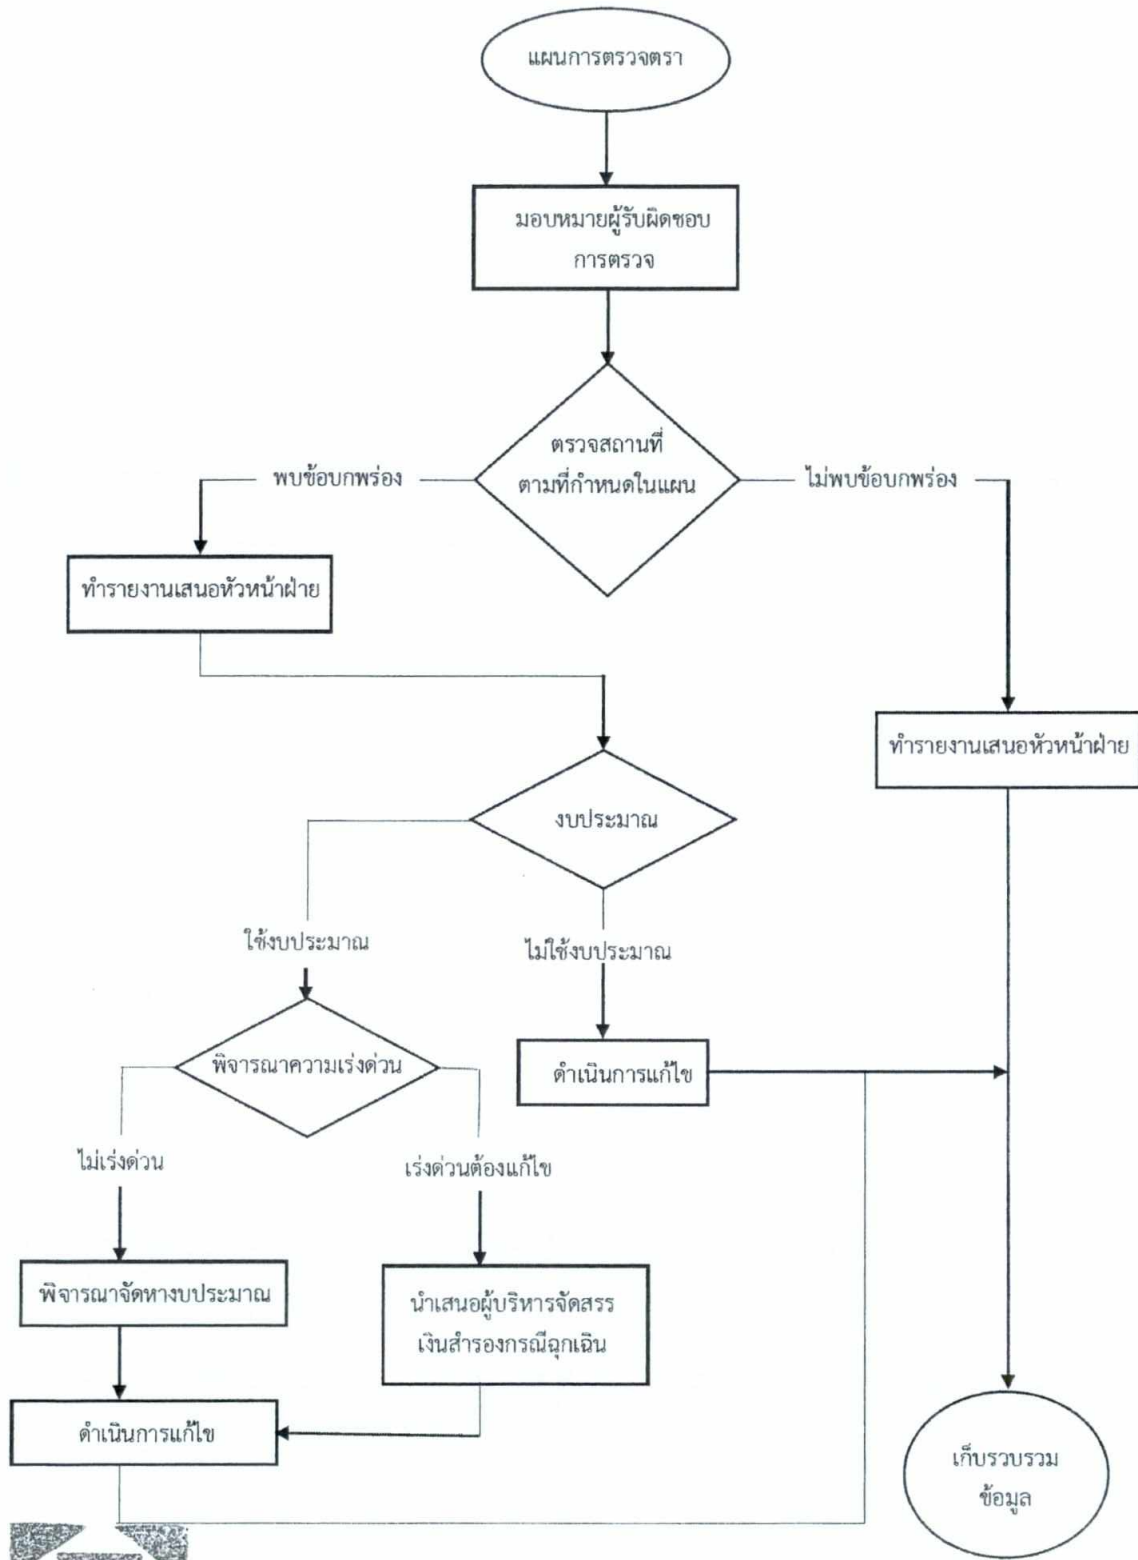 แผนการตรวจตรา
มอบหมายผู้รับผิดชอบ
การตรวจ
ตรวจสถานที่
ตามที่กำหนดในแผน
พบข้อบกพร่อง
ไม่พบข้อบกพร่อง
ทำรายงานเสนอหัวหน้าฝ่าย
ทำรายงานเสนอหัวหน้าฝ่าย
งบประมาณ
ใช้งบประมาณ
ไม่ใช้งบประมาณ
พิจารณาความเร่งด่วน
ดำเนินการแก้ไข
ไม่เร่งด่วน
เร่งด่วนต้องแก้ไข
พิจารณาจัดหางบประมาณ
นำเสนอผู้บริหารจัดสรร
เงินสำรองกรณีฉุกเฉิน
ดำเนินการแก้ไข
เก็บรวบรวม
ข้อมูล